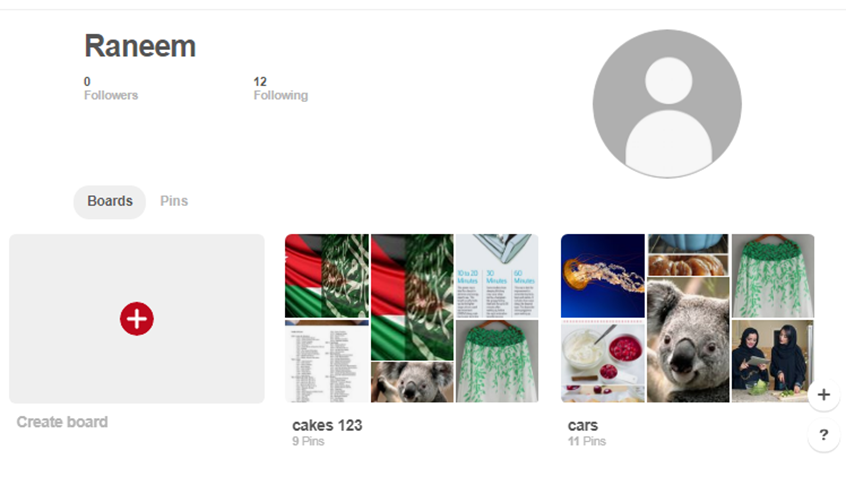 Raneem
0 12
Followers Following
Boards Pins
10 to 20 30 60
Minutes Minutes Minutes
Create board
cakes 123
9 Pins
cars
11 Pins
?